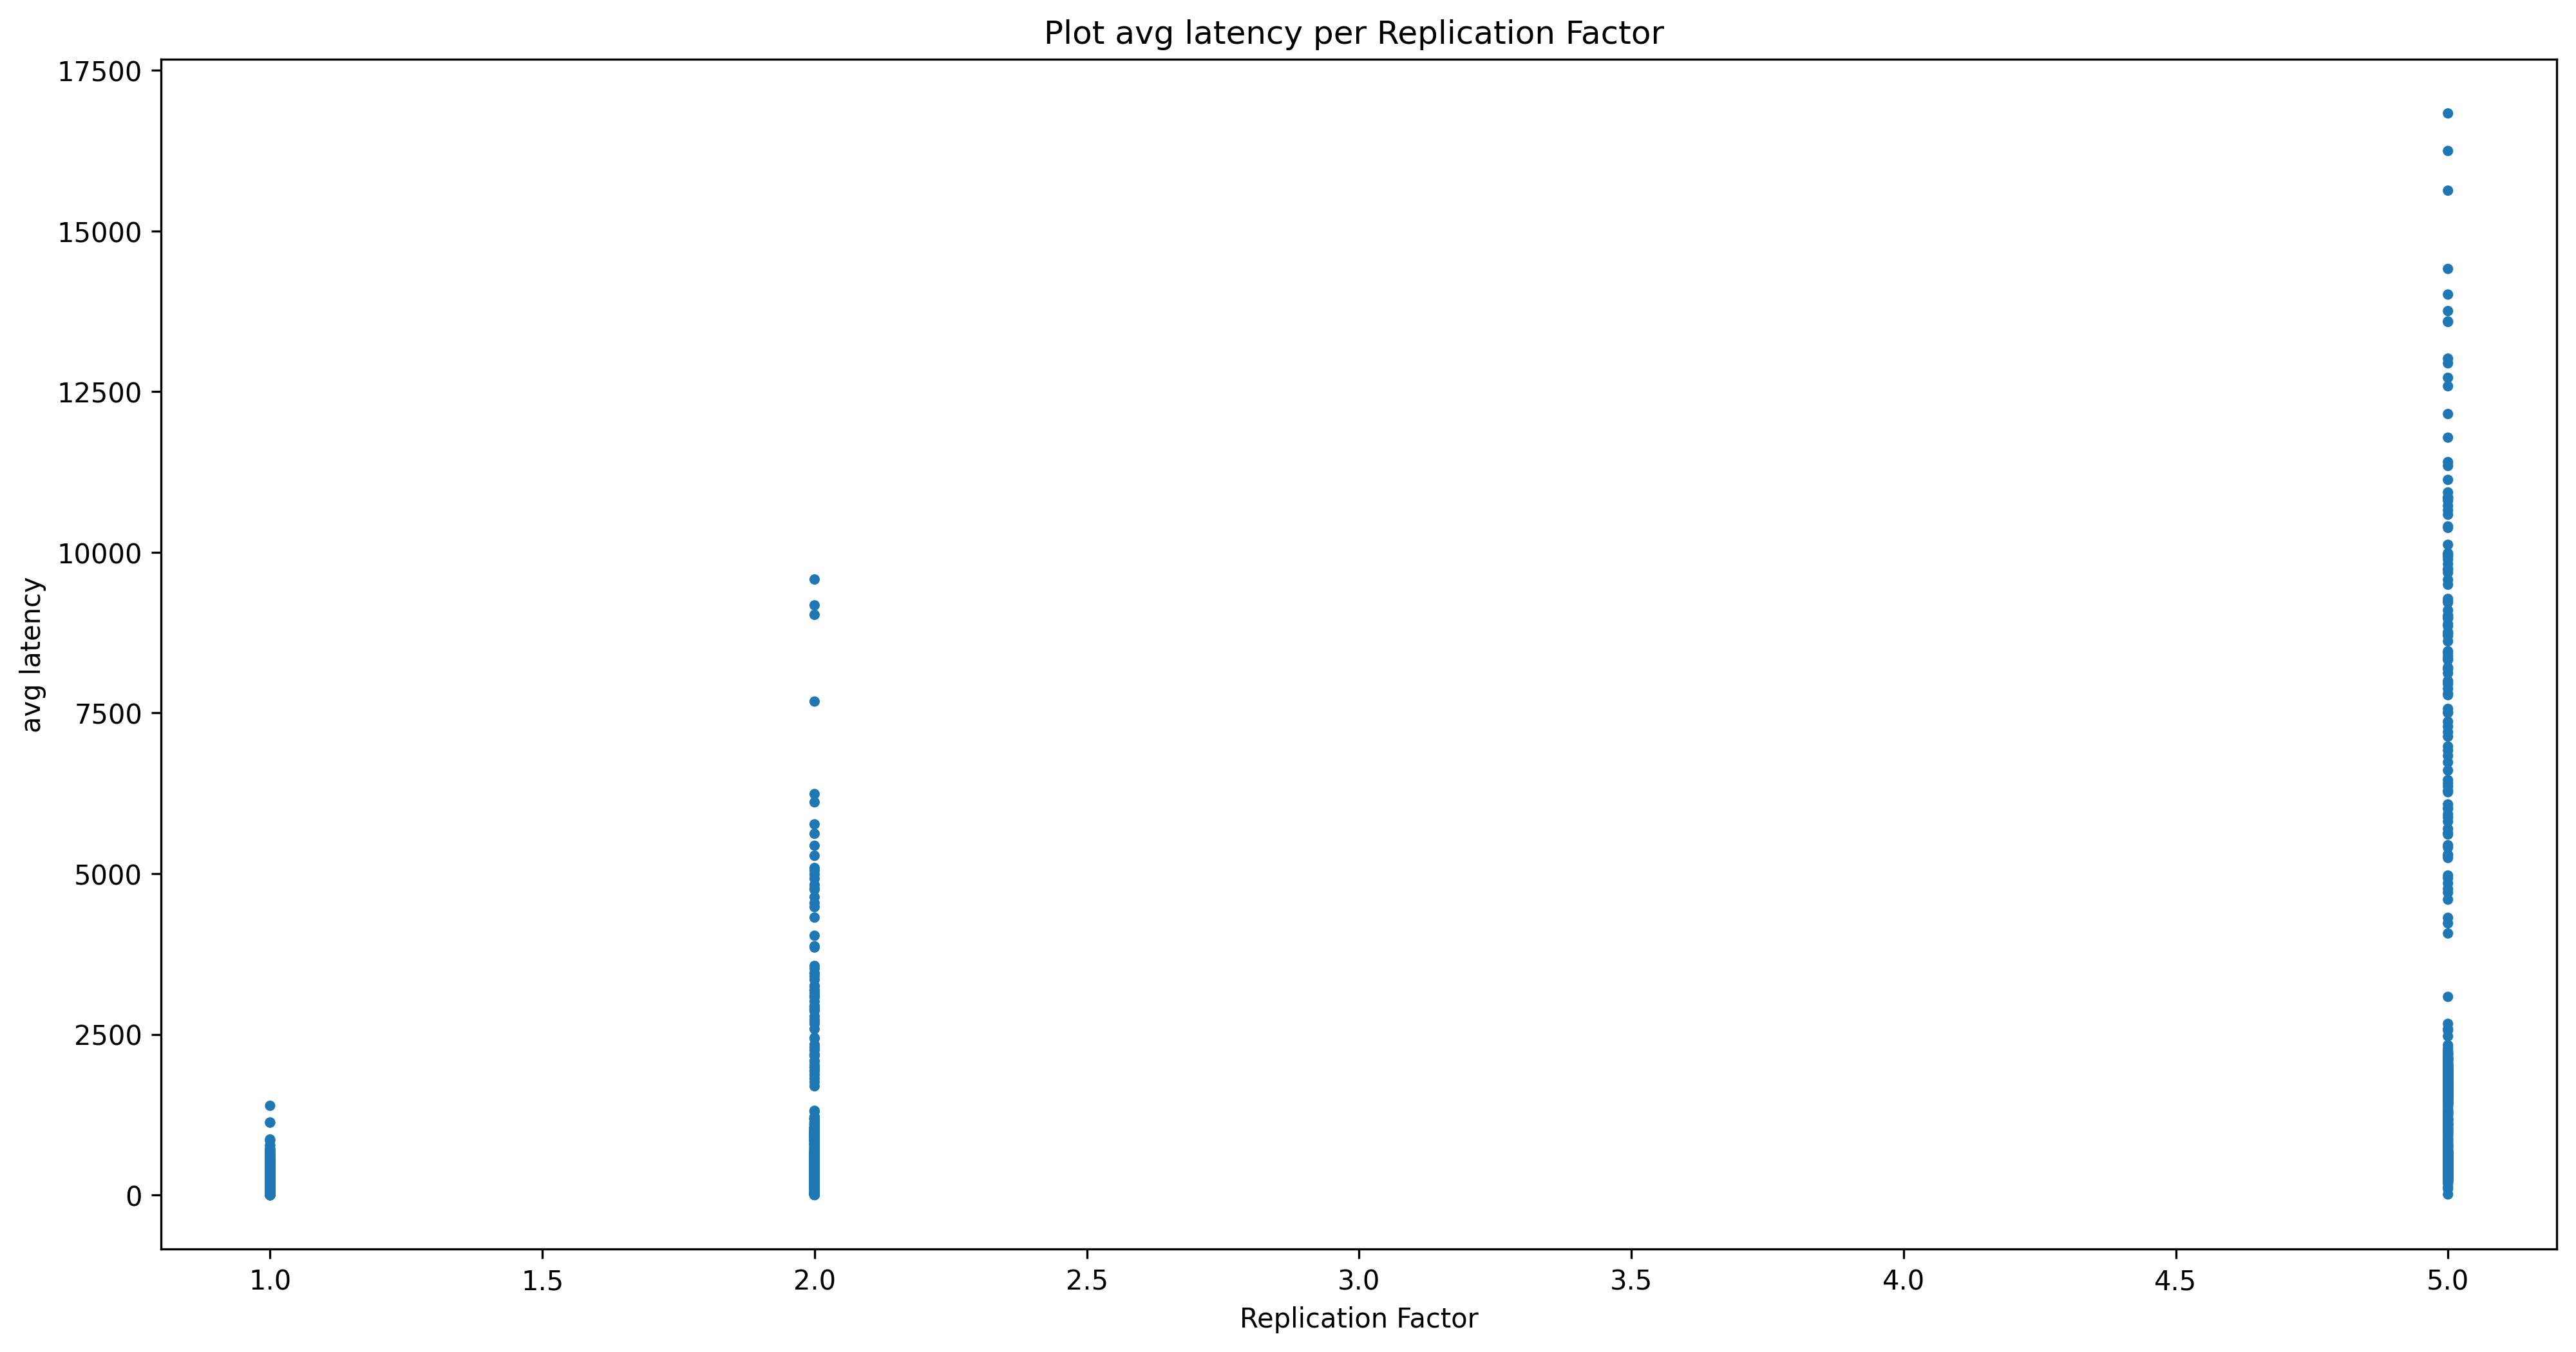 Plot avg latency per Replication Factor
17500
15000
12500
10000
7500
5000
2500
0
avg latency
1.0 1.5 2.0 2.5 3.0 3.5 4.0 4.5 5.0
Replication Factor